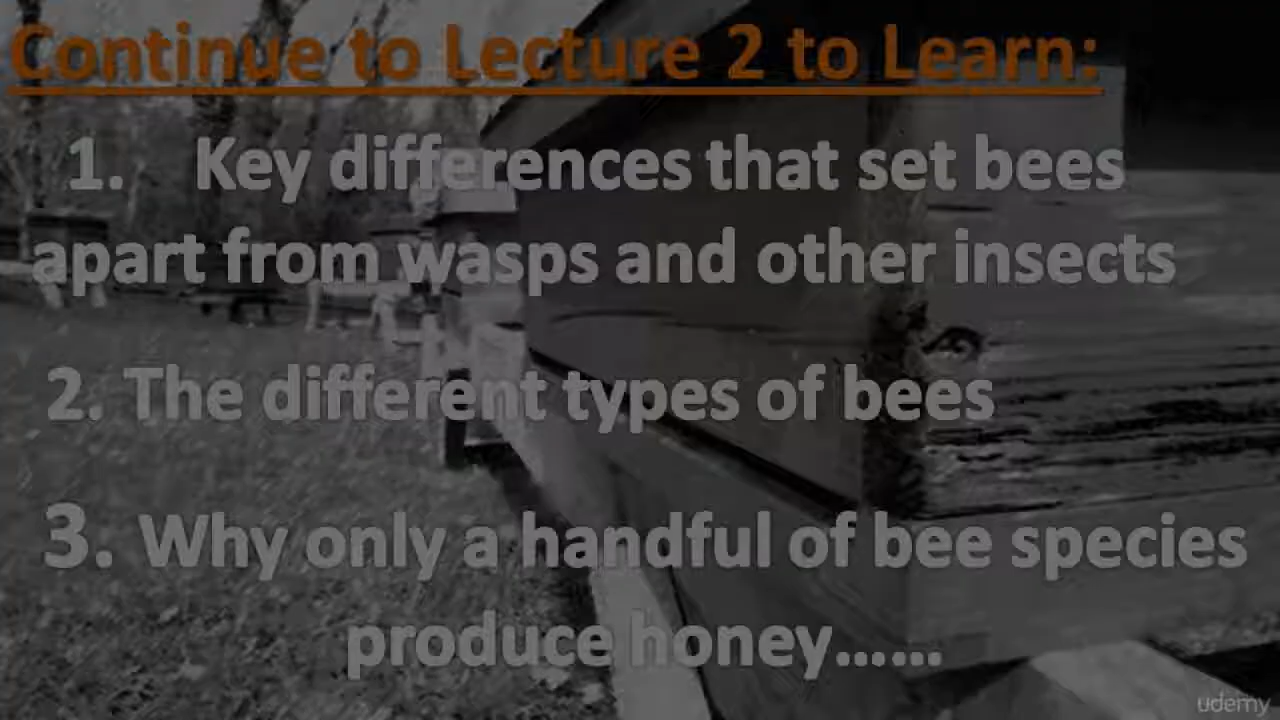 Continue to Lecture 2 to Learn:
1. Key differences that set bees
apart from wasps and other insects
2. The different types of bees
3. Why only a handful of bee species
produce honey......
udemy